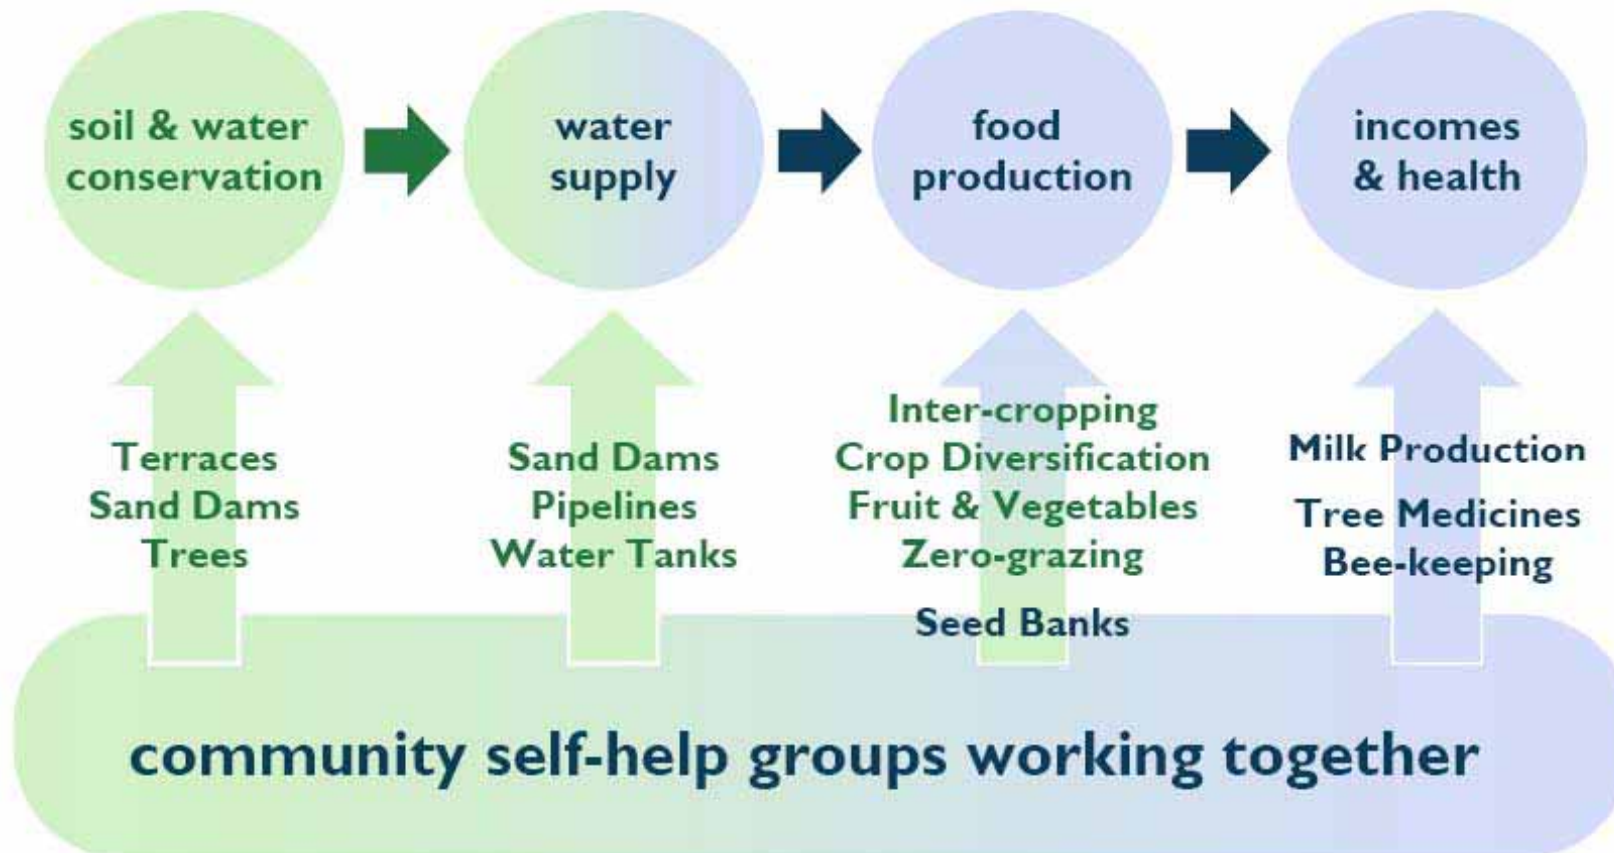 soil & water
conservation
water
supply
food
production
incomes
& health
Terraces
Sand Dams
Trees
Sand Dams
Pipelines
Water Tanks
Inter-cropping
Crop Diversification
Fruit & Vegetables
Zero-grazing
Seed Banks
Milk Production
Tree Medicines
Bee-keeping
community self-help groups working together